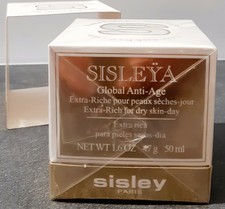 SISLEŸA
Global Anti-Age
Extra-Riche pour peaux sèches-jour
Extra-Rich for dry skin-day
Extra rica
para pieles secas-día
NET WT 1.6 OZ 47g 50 ml
sisley
PARIS